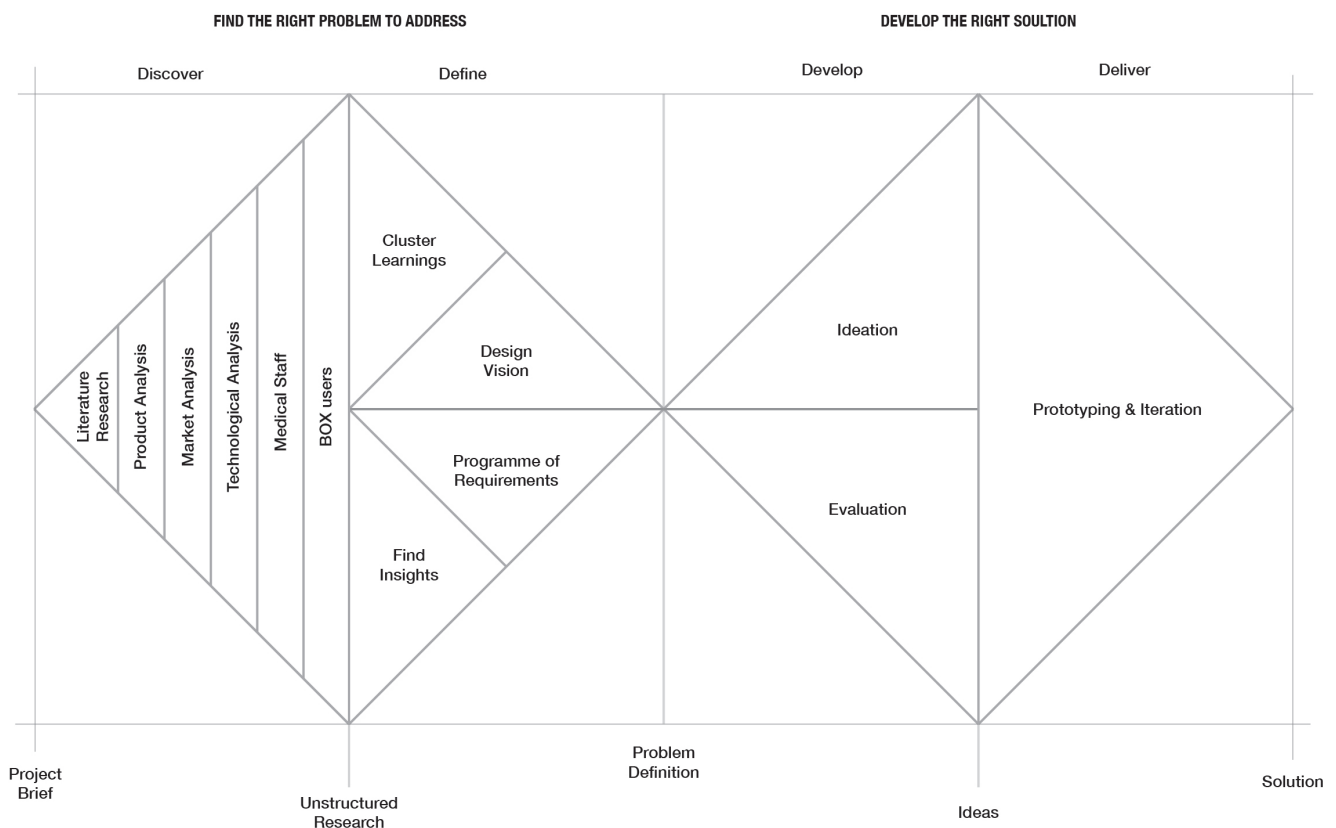 FIND THE RIGHT PROBLEM TO ADDRESS
DEVELOP THE RIGHT SOULTION
Discover
Define
Develop
Deliver
Literature
Research
Product Analysis
Market Analysis
Technological Analysis
Medical Staff
BOX users
Cluster
Learnings
Design
Vision
Programme of
Requirements
Find
Insights
Ideation
Evaluation
Prototyping & Iteration
Project
Brief
Unstructured
Research
Problem
Definition
Ideas
Solution